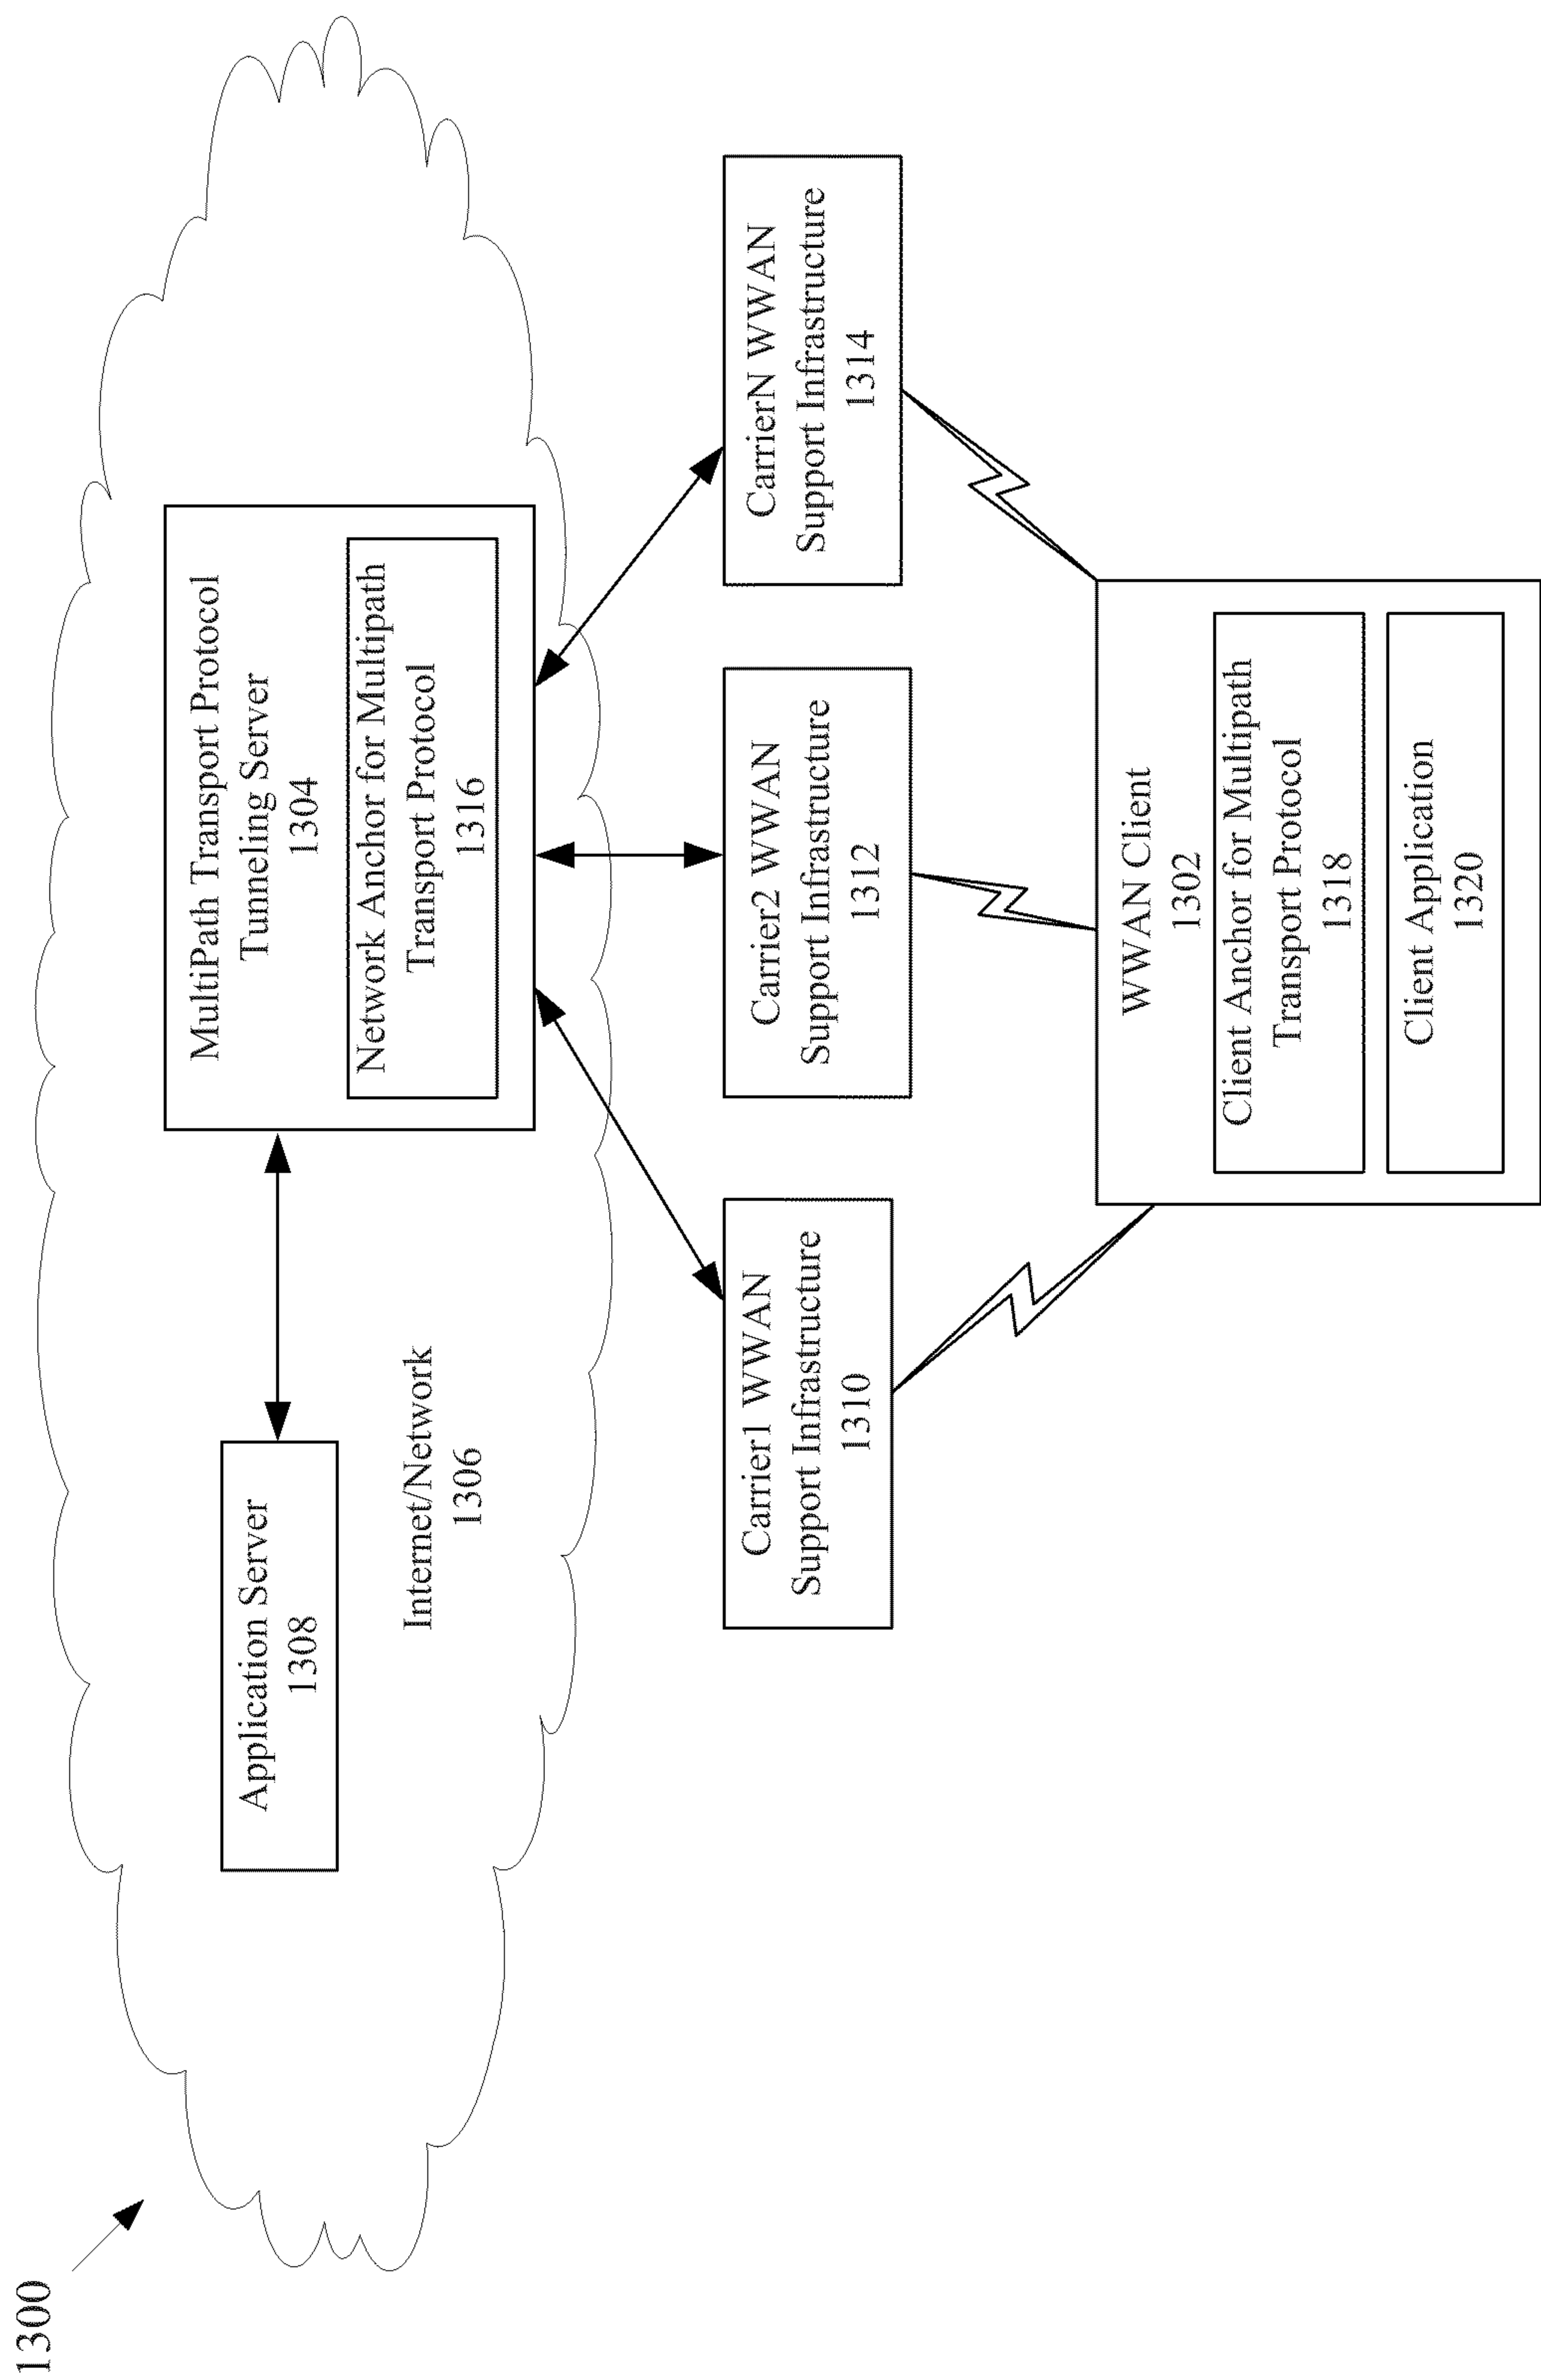 1300
Application Server
1308
Internet/Network
1306
MultiPath Transport Protocol
Tunneling Server
1304
Network Anchor for Multipath
Transport Protocol
1316
Carrier1 WWAN
Support Infrastructure
1310
Carrier2 WWAN
Support Infrastructure
1312
CarrierN WWAN
Support Infrastructure
1314
WWAN Client
1302
Client Anchor for Multipath
Transport Protocol
1318
Client Application
1320